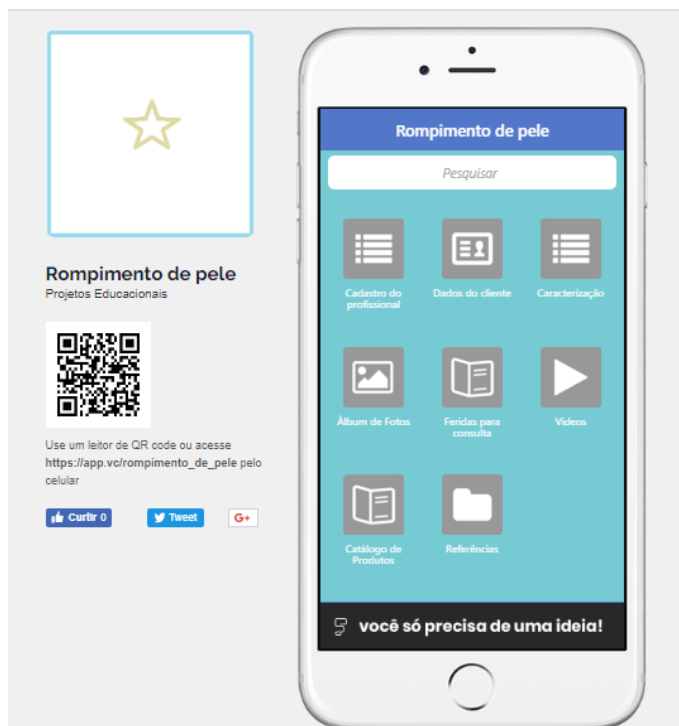 Rompimento de pele
Projetos Educacionais
Use um leitor de QR code ou acesse
https://app.vc/rompimento_de_pele pelo
celular
Curtir 0
Tweet
G+
Rompimento de pele
Pesquisar
Cadastro do
profissional
Dados do cliente
Caracterização
Álbum de Fotos
Feridas para
consulta
Vídeos
Catálogo de
Produtos
Referências
você só precisa de uma ideia!